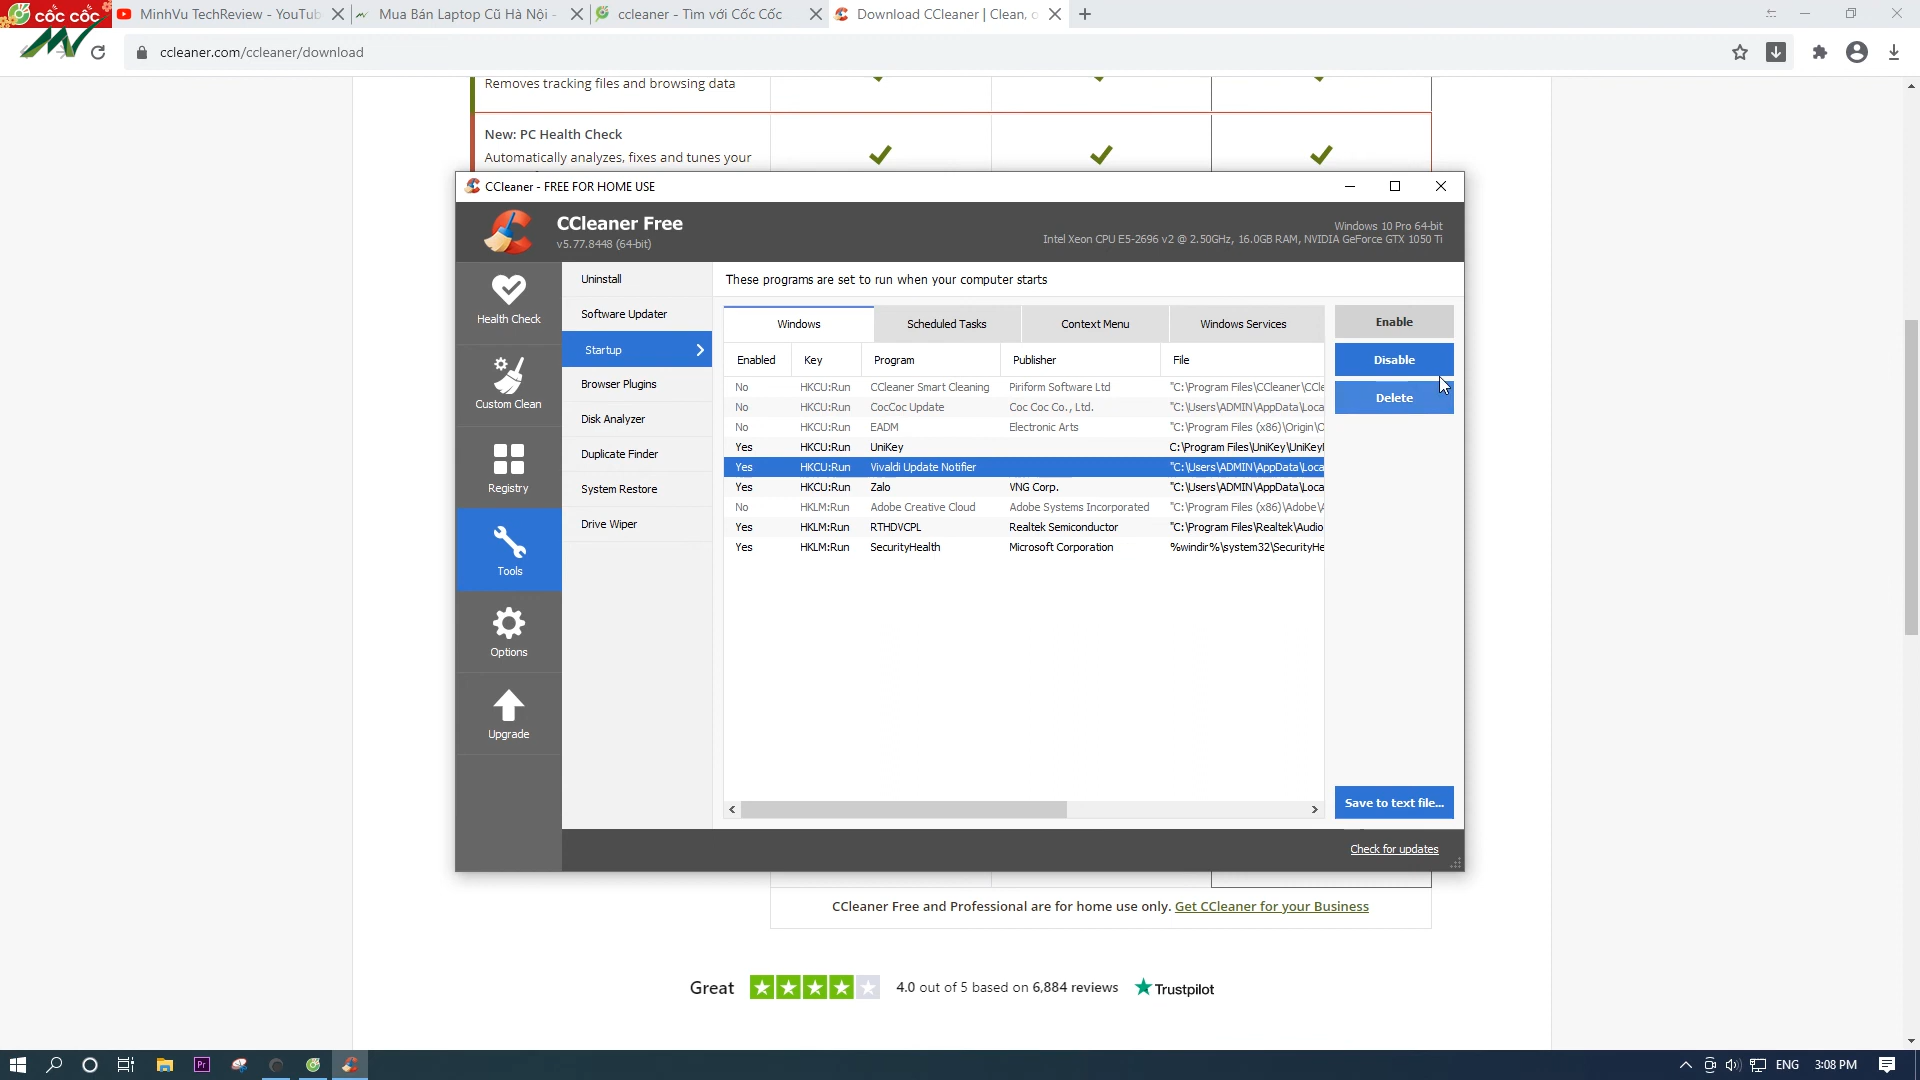 cốc cốc
MinhVu TechReview - YouTub
Mua Bán Laptop Cũ Hà Nội -
ccleaner - Tìm với Cốc Cốc
Download CCleaner | Clean, o
ccleaner.com/ccleaner/download
Removes tracking files and browsing data
New: PC Health Check
Automatically analyzes, fixes and tunes your
CCleaner - FREE FOR HOME USE
CCleaner Free
v5.77.8448 (64-bit)
Windows 10 Pro 64-bit
Intel Xeon CPU E5-2696 v2 @ 2.50GHz, 16.0GB RAM, NVIDIA GeForce GTX 1050 Ti
Health Check
Custom Clean
Registry
Tools
Options
Upgrade
Uninstall
Software Updater
Startup
Browser Plugins
Disk Analyzer
Duplicate Finder
System Restore
Drive Wiper
These programs are set to run when your computer starts
Windows Scheduled Tasks Context Menu Windows Services
Enabled Key Program Publisher File
No HKCU:Run CCleaner Smart Cleaning Piriform Software Ltd "C:\Program Files\CCleaner\CCle
No HKCU:Run CocCoc Update Coc Coc Co., Ltd. "C:\Users\ADMIN\AppData\Loca
No HKCU:Run EADM Electronic Arts "C:\Program Files (x86)\Origin\O
Yes HKCU:Run UniKey C:\Program Files\UniKey\UniKeyI
Yes HKCU:Run Vivaldi Update Notifier "C:\Users\ADMIN\AppData\Loca
Yes HKCU:Run Zalo VNG Corp. "C:\Users\ADMIN\AppData\Loca
No HKLM:Run Adobe Creative Cloud Adobe Systems Incorporated "C:\Program Files (x86)\Adobe\A
Yes HKLM:Run RTHDVCPL Realtek Semiconductor "C:\Program Files\Realtek\Audio
Yes HKLM:Run SecurityHealth Microsoft Corporation %windir%\system32\SecurityHe
Enable
Disable
Delete
Save to text file...
Check for updates
CCleaner Free and Professional are for home use only. Get CCleaner for your Business
Great 4.0 out of 5 based on 6,884 reviews Trustpilot
Pr
ENG 3:08 PM